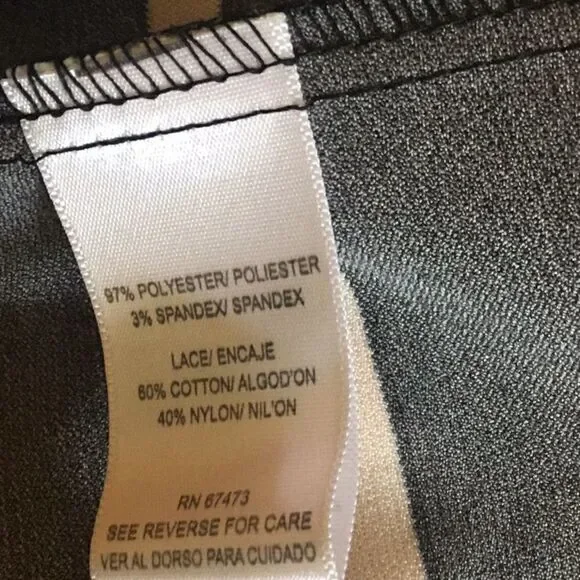 97% POLYESTER/ POLIESTER
3% SPANDEX/ SPANDEX
LACE/ ENCAJE
60% COTTON/ ALGOD'ON
40% NYLON/ NIL'ON
RN 67473
SEE REVERSE FOR CARE
VER AL DORSO PARA CUIDADO